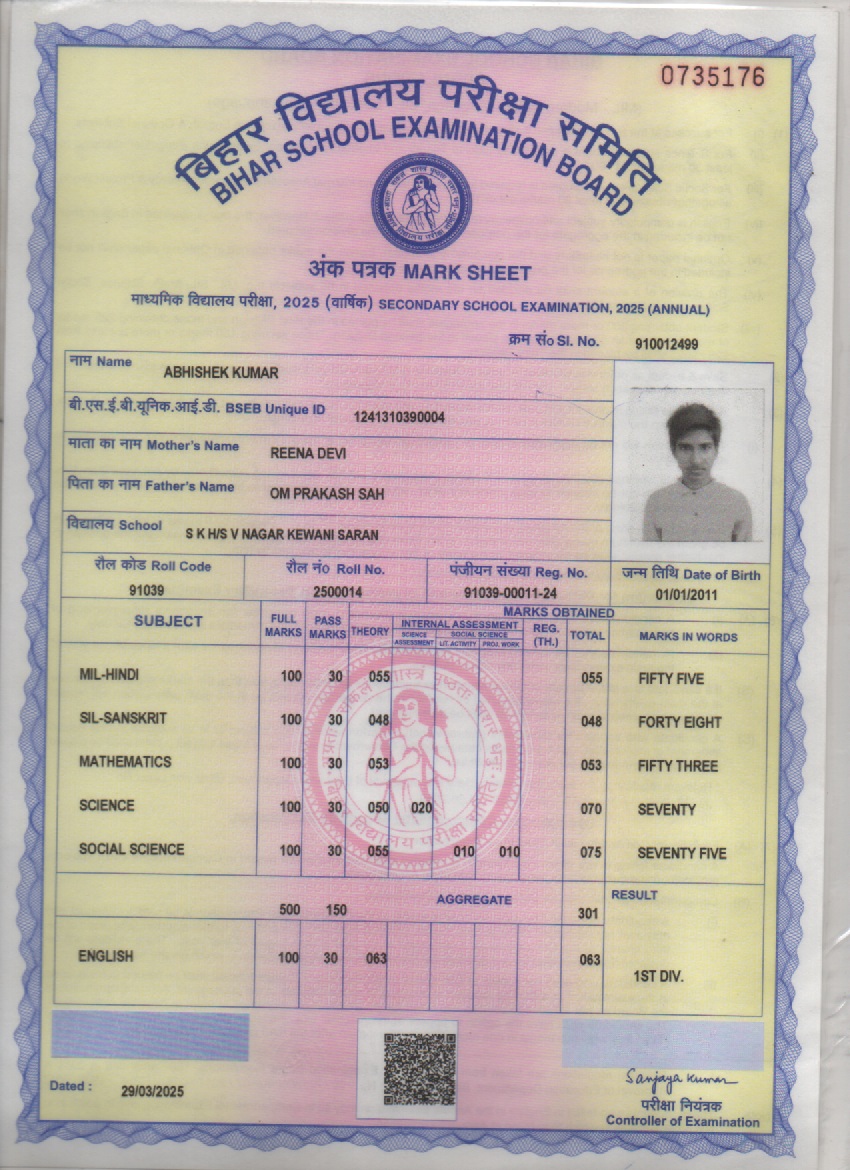 0735176
बिहार विद्यालय परीक्षा समिति
BIHAR SCHOOL EXAMINATION BOARD
अंक पत्रक MARK SHEET
माध्यमिक विद्यालय परीक्षा, 2025 (वार्षिक) SECONDARY SCHOOL EXAMINATION, 2025 (ANNUAL)
क्रम सं० Sl. No. 910012499
नाम Name ABHISHEK KUMAR
बी.एस.ई.बी.यूनिक.आई.डी. BSEB Unique ID 1241310390004
माता का नाम Mother's Name REENA DEVI
पिता का नाम Father's Name OM PRAKASH SAH
विद्यालय School S K H/S V NAGAR KEWANI SARAN
रौल कोड Roll Code रौल नं० Roll No. पंजीयन संख्या Reg. No. जन्म तिथि Date of Birth
91039 2500014 91039-00011-24 01/01/2011
SUBJECT FULL MARKS PASS MARKS MARKS OBTAINED
THEORY INTERNAL ASSESSMENT REG. (TH.) TOTAL MARKS IN WORDS
SCIENCE ASSESSMENT SOCIAL SCIENCE
LIT. ACTIVITY PROJ. WORK
MIL-HINDI 100 30 055 055 FIFTY FIVE
SIL-SANSKRIT 100 30 048 048 FORTY EIGHT
MATHEMATICS 100 30 053 053 FIFTY THREE
SCIENCE 100 30 050 020 070 SEVENTY
SOCIAL SCIENCE 100 30 055 010 010 075 SEVENTY FIVE
500 150 AGGREGATE 301 RESULT
ENGLISH 100 30 063 063
1ST DIV.
Dated : 29/03/2025
Sanjaya Kumar
परीक्षा नियंत्रक
Controller of Examination
बिहार विद्यालय परीक्षा समिति